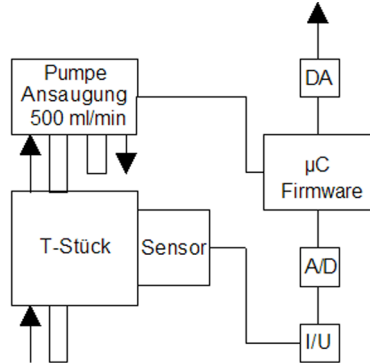 Pumpe
Ansaugung
500 ml/min
DA
µC
Firmware
T-Stück
Sensor
A/D
I/U